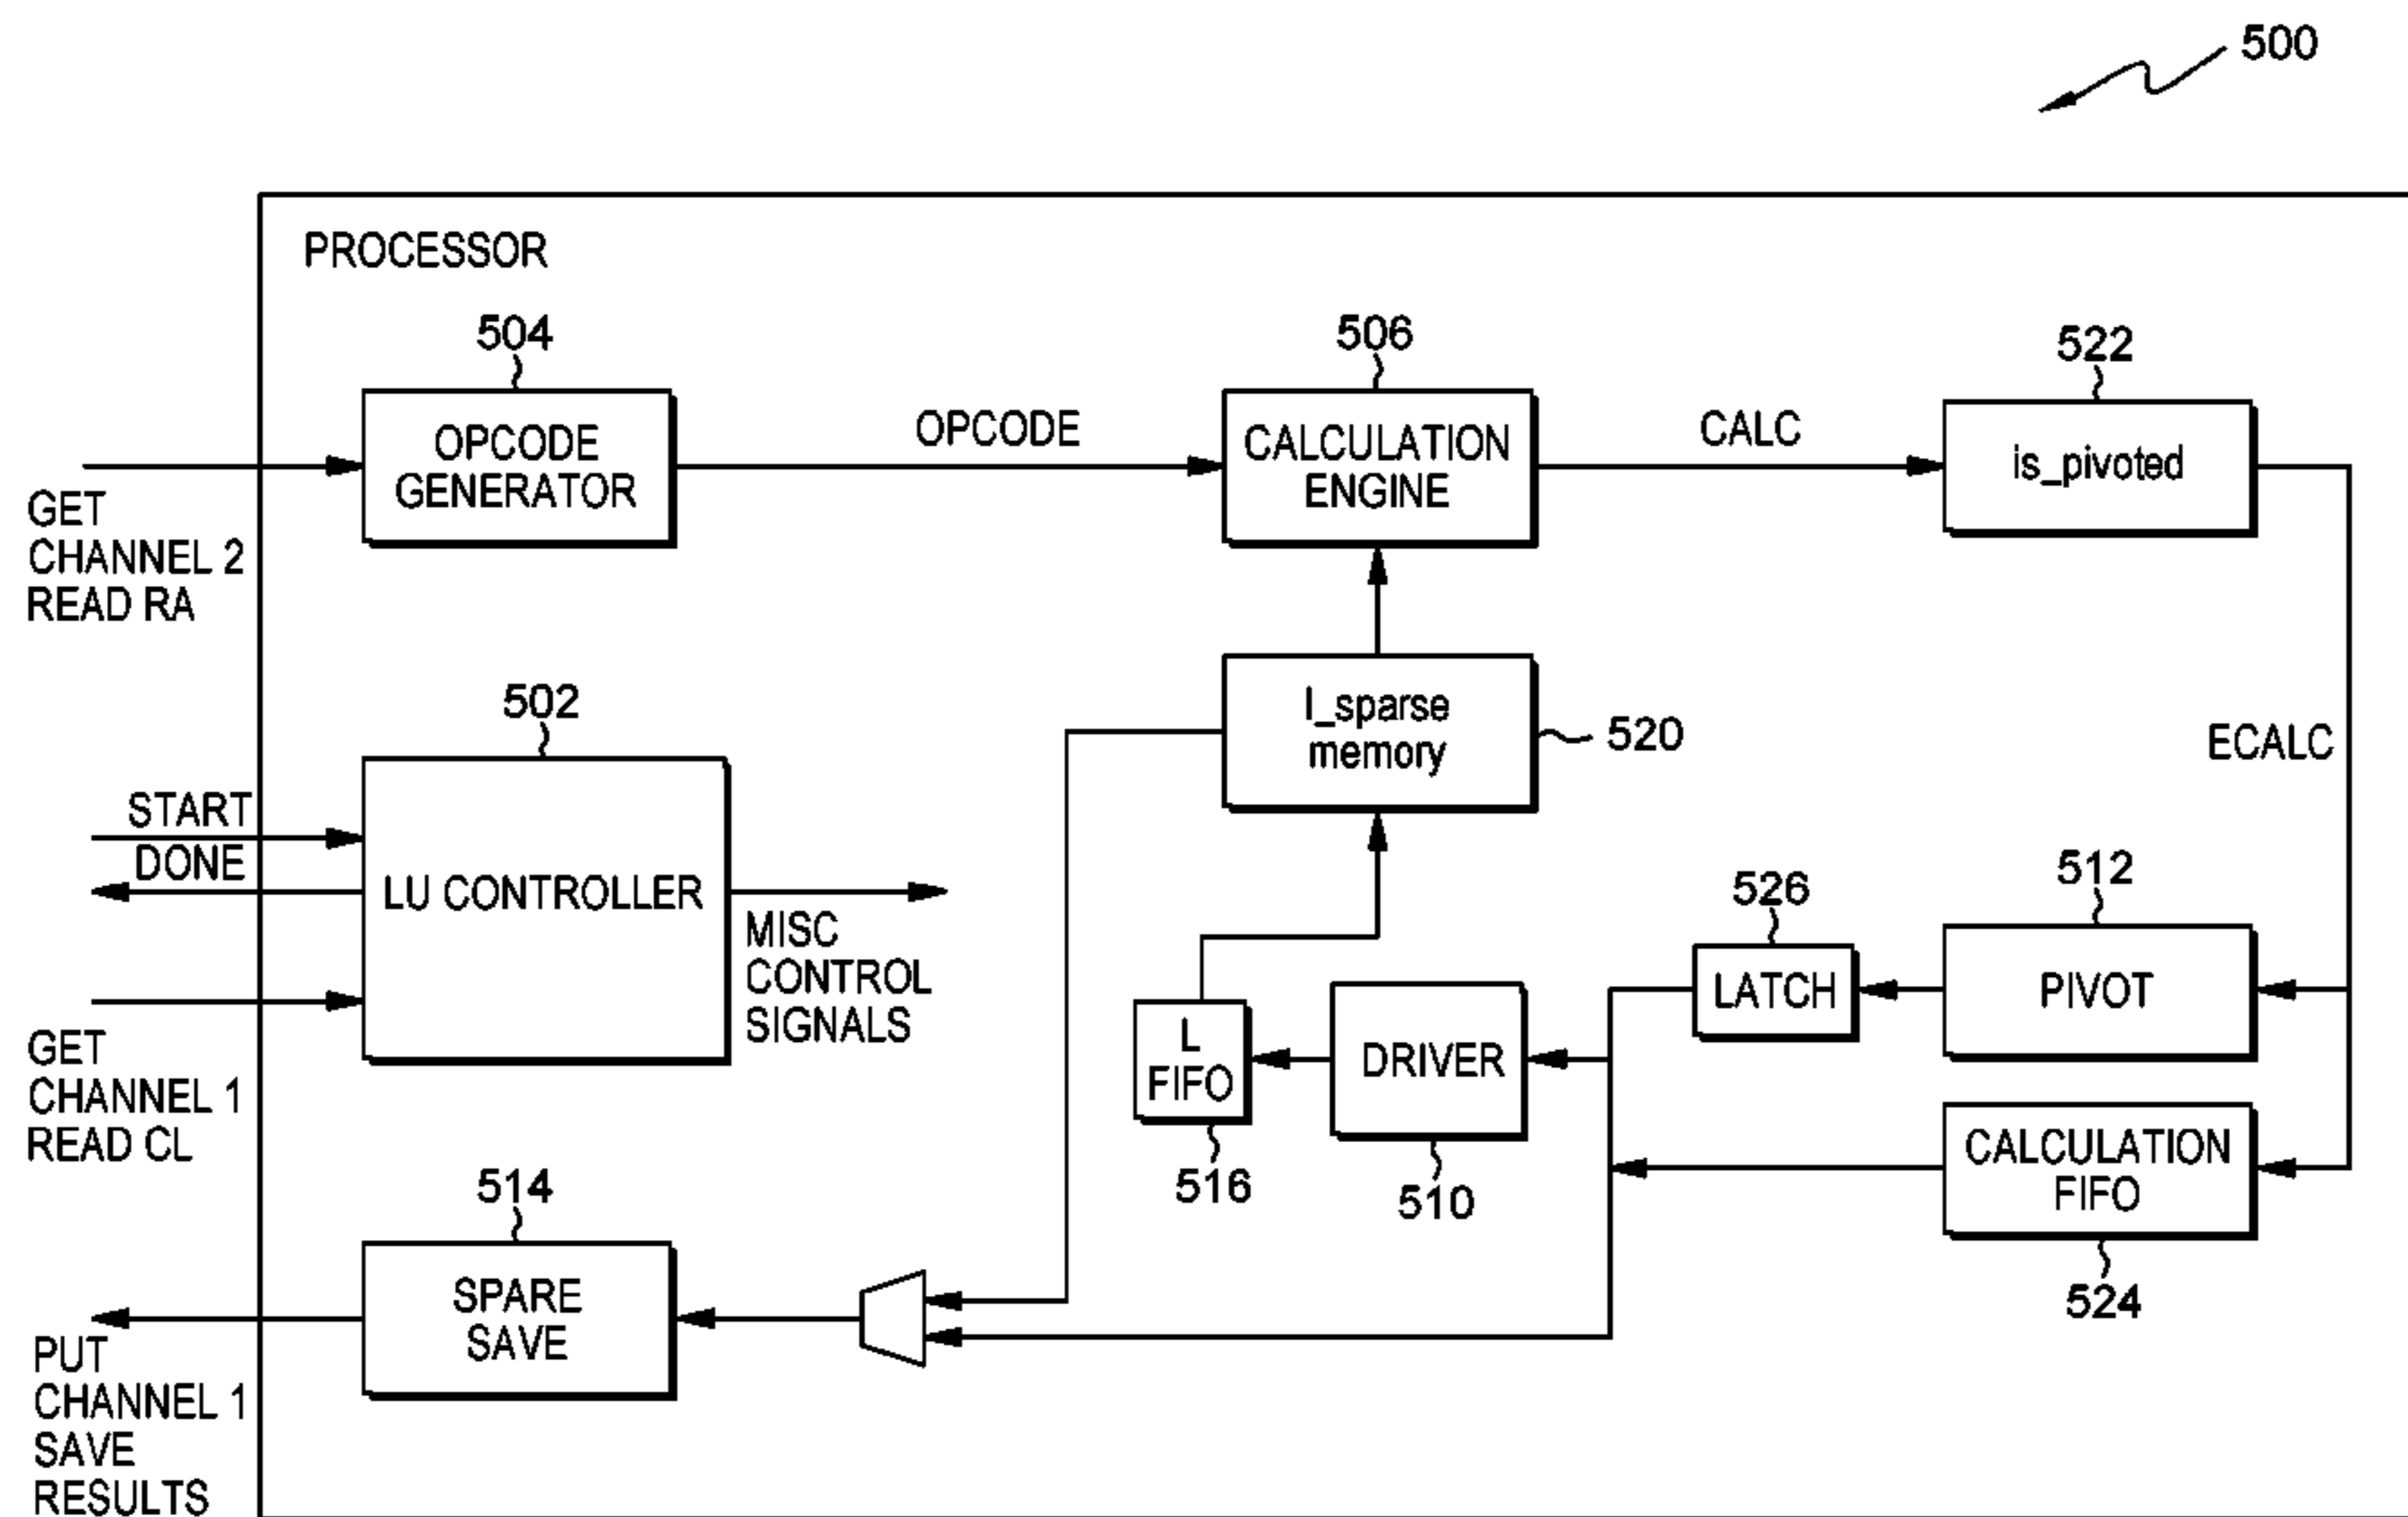 500
PROCESSOR
504
506
522
OPCODE
GENERATOR
OPCODE
CALCULATION
ENGINE
CALC
is_pivoted
GET
CHANNEL 2
READ RA
502
l_sparse
memory
520
ECALC
START
DONE
LU CONTROLLER
MISC
CONTROL
SIGNALS
526
512
LATCH
PIVOT
L
FIFO
DRIVER
GET
CHANNEL 1
READ CL
516
510
CALCULATION
FIFO
524
514
SPARE
SAVE
PUT
CHANNEL 1
SAVE
RESULTS